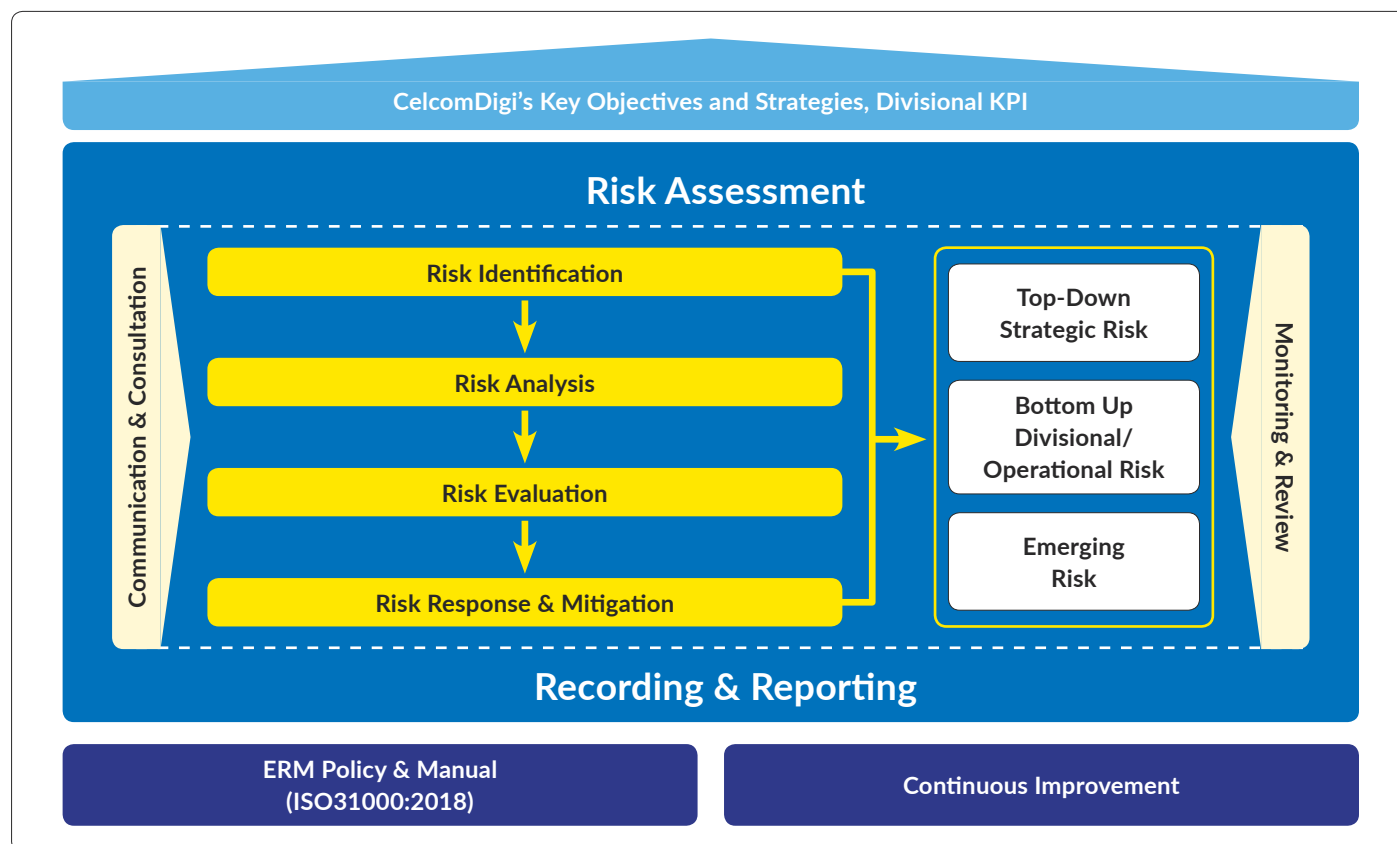 CelcomDigi’s Key Objectives and Strategies, Divisional KPI
Risk Assessment
Communication & Consultation
Risk Identification
Risk Analysis
Risk Evaluation
Risk Response & Mitigation
Top-Down
Strategic Risk
Bottom Up
Divisional/
Operational Risk
Emerging
Risk
Monitoring & Review
Recording & Reporting
ERM Policy & Manual
(ISO31000:2018)
Continuous Improvement